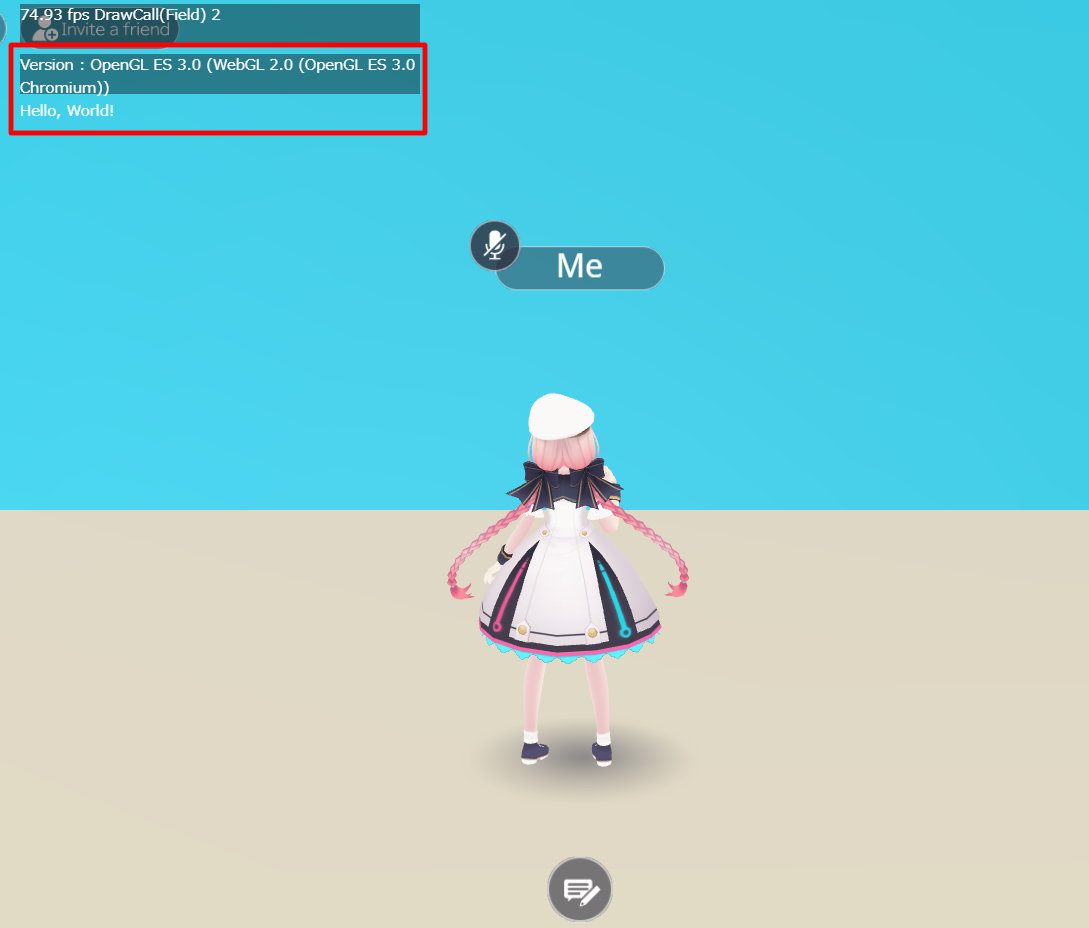 74.93 fps DrawCall(Field) 2
Invite a friend
Version : OpenGL ES 3.0 (WebGL 2.0 (OpenGL ES 3.0
Chromium))
Hello, World!
Me